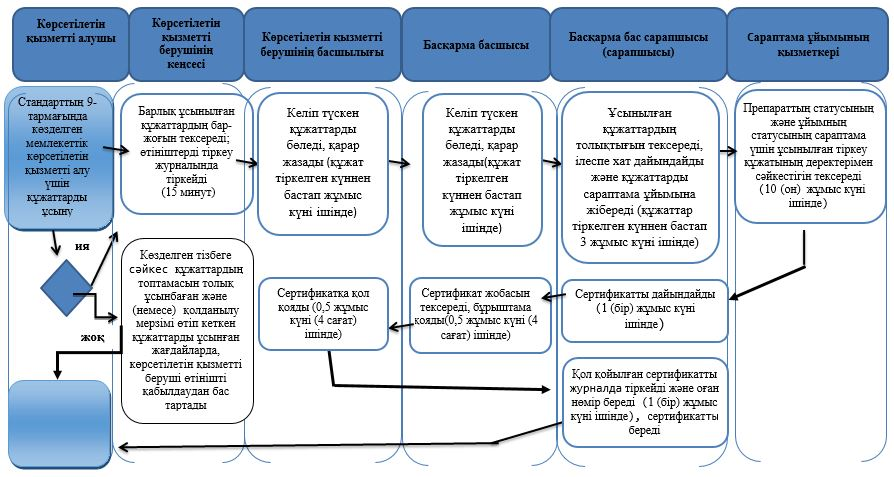 Көрсетілетін
қызметті алушы
Көрсетілетін
қызметті
берушінің
кеңсесі
Көрсетілетін қызметті
берушінің басшылығы
Басқарма басшысы
Басқарма бас сарапшысы
(сарапшысы)
Сараптама ұйымының
қызметкері
Стандарттың 9-
тармағында
көзделген
мемлекеттік
көрсетілетін
қызметті алу
үшін
құжаттарды
ұсыну
Барлық ұсынылған
құжаттардың бар-
жоғын тексереді;
өтініштерді тіркеу
журналында
тіркейді
(15 минут)
Келіп түскен
құжаттарды
бөледі, қарар
жазады (құжат
тіркелген күннен
бастап жұмыс
күні ішінде)
Келіп түскен
құжаттарды
бөледі, қарар
жазады(құжат
тіркелген
күннен бастап
жұмыс күні
ішінде)
Ұсынылған
құжаттардың
толықтығын тексереді,
ілеспе хат дайындайды
және құжаттарды
сараптама ұйымына
жібереді (құжаттар
тіркелген күннен бастап
3 жұмыс күні ішінде)
Препараттың статусының
және ұйымның
статусының сараптама
үшін ұсынылған тіркеу
құжатының деректерімен
сәйкестігін тексереді
(10 (он) жұмыс күні
ішінде)
ия
жоқ
Көзделген тізбеге
сәйкес құжаттардың
топтамасын толық
ұсынбаған және
(немесе) қолданылу
мерзімі өтіп кеткен
құжаттарды ұсынған
жағдайларда,
көрсетілетін қызметті
беруші өтінішті
қабылдаудан бас
тартады
Сертификатқа қол
қояды (0,5 жұмыс
күні (4 сағат)
ішінде)
Сертификат жобасын
тексереді, бұрыштама
қояды(0,5 жұмыс күні (4
сағат) ішінде)
Сертификатты дайындайды
(1 (бір) жұмыс күні
ішінде)
Қол қойылған сертификатты
журналда тіркейді және оған
нөмір береді (1 (бір) жұмыс
күні ішінде), сертификатты
береді